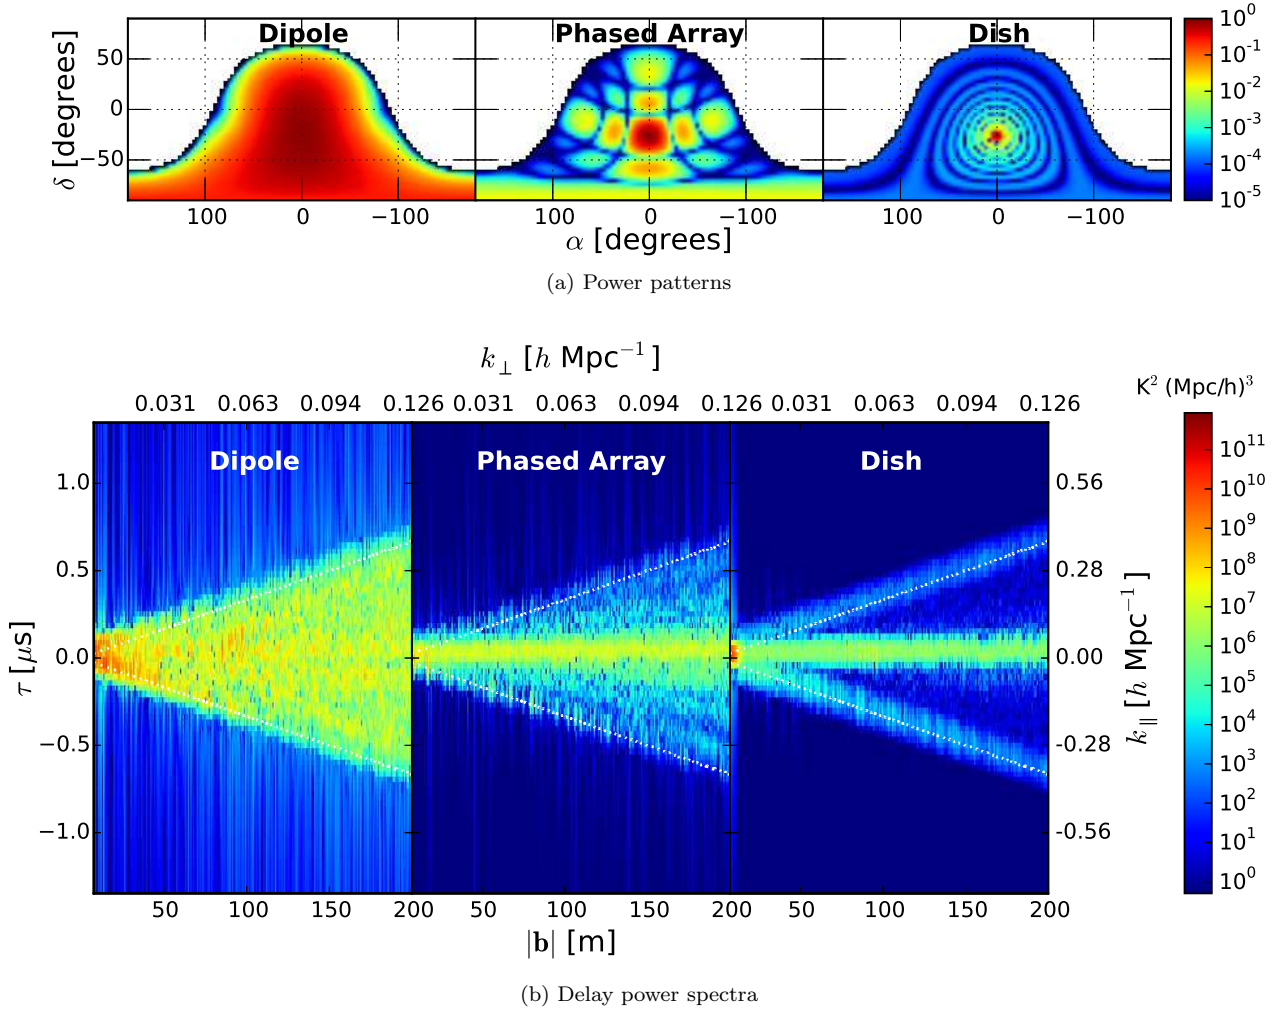 Dipole Phased Array Dish
δ [degrees]
50
0
−50
100 0 −100 100 0 −100 100 0 −100
α [degrees]
10^0
10^-1
10^-2
10^-3
10^-4
10^-5
(a) Power patterns
k⊥ [h Mpc^−1]
0.031 0.063 0.094 0.126 0.031 0.063 0.094 0.126 0.031 0.063 0.094 0.126
Dipole Phased Array Dish
τ [μs]
1.0
0.5
0.0
−0.5
−1.0
0.56
0.28
0.00
-0.28
-0.56
k∥ [h Mpc^−1]
50 100 150 200 50 100 150 200 50 100 150 200
|b| [m]
K^2 (Mpc/h)^3
10^11
10^10
10^9
10^8
10^7
10^6
10^5
10^4
10^3
10^2
10^1
10^0
(b) Delay power spectra